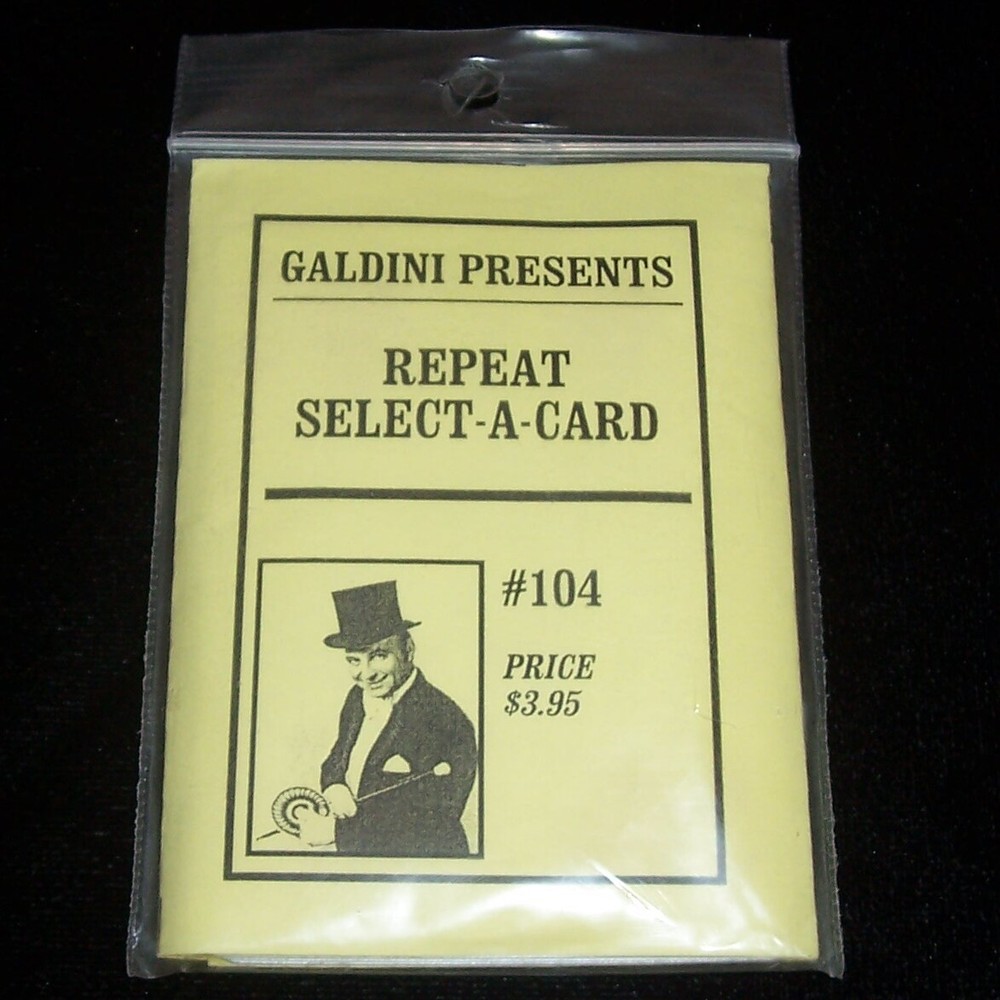 GALDINI PRESENTS
REPEAT
SELECT-A-CARD
#104
PRICE
$3.95